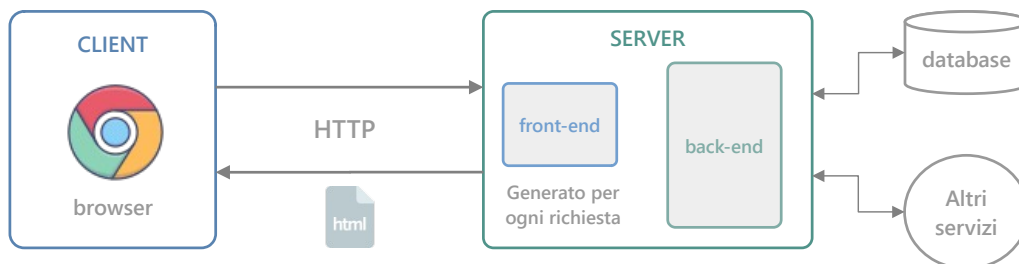 CLIENT
browser
HTTP
html
SERVER
front-end
Generato per
ogni richiesta
back-end
database
Altri
servizi